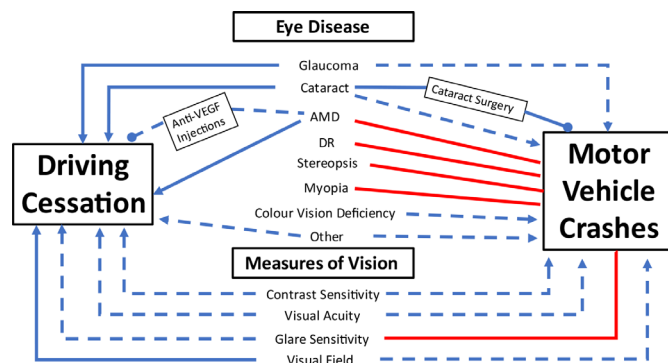 Eye Disease
Glaucoma
Cataract
Cataract Surgery
Anti-VEGF
Injections
AMD
DR
Stereopsis
Myopia
Driving
Cessation
Motor
Vehicle
Crashes
Colour Vision Deficiency
Other
Measures of Vision
Contrast Sensitivity
Visual Acuity
Glare Sensitivity
Visual Field